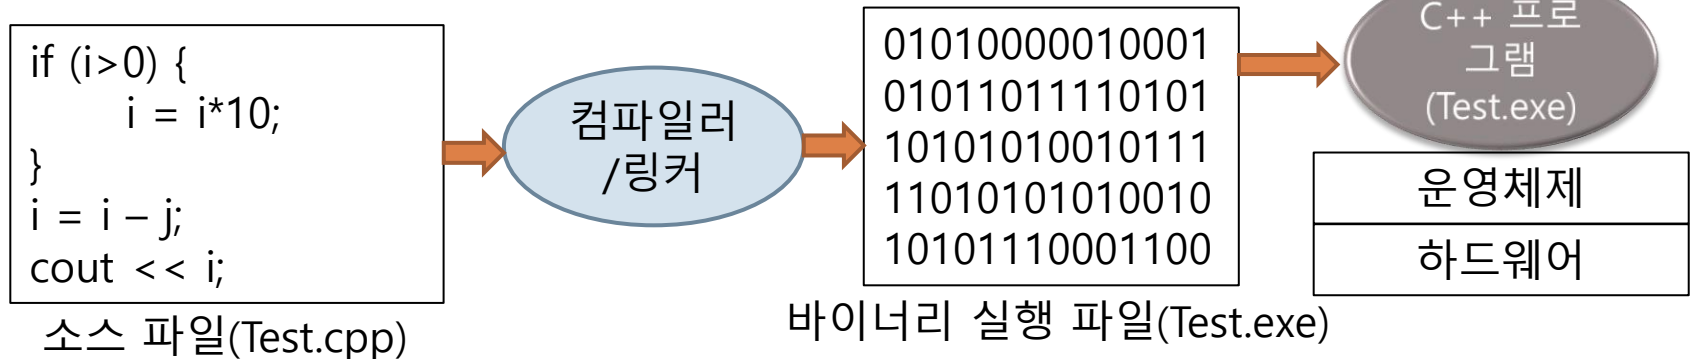 if (i>0) {
i = i*10;
}
i = i – j;
cout << i;
소스 파일(Test.cpp)
컴파일러
/링커
01010000010001
01011011110101
10101010010111
11010101010010
10101110001100
바이너리 실행 파일(Test.exe)
C++ 프로
그램
(Test.exe)
운영체제
하드웨어